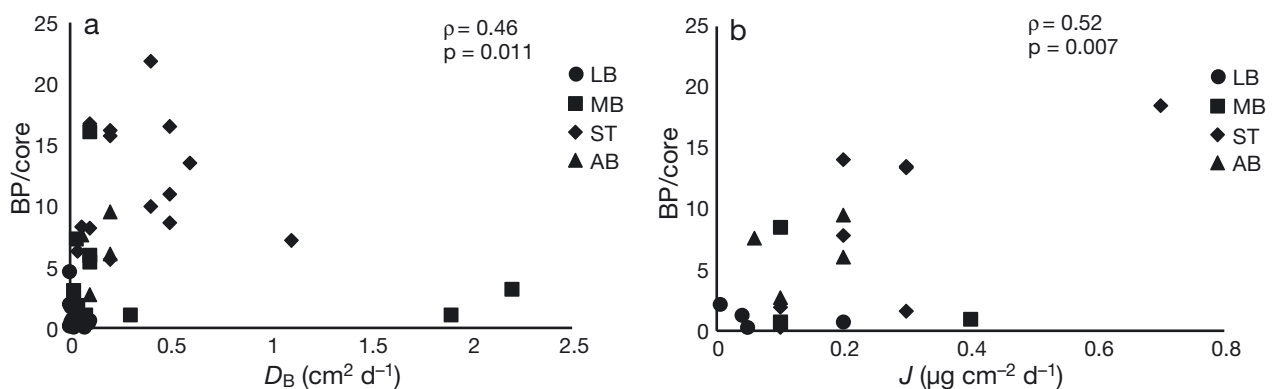 a
ρ = 0.46
p = 0.011
LB
MB
ST
AB
BP/core
25
20
15
10
5
0
0 0.5 1 1.5 2 2.5
D_B (cm² d⁻¹)
b
ρ = 0.52
p = 0.007
LB
MB
ST
AB
BP/core
25
20
15
10
5
0
0 0.2 0.4 0.6 0.8
J (µg cm⁻² d⁻¹)